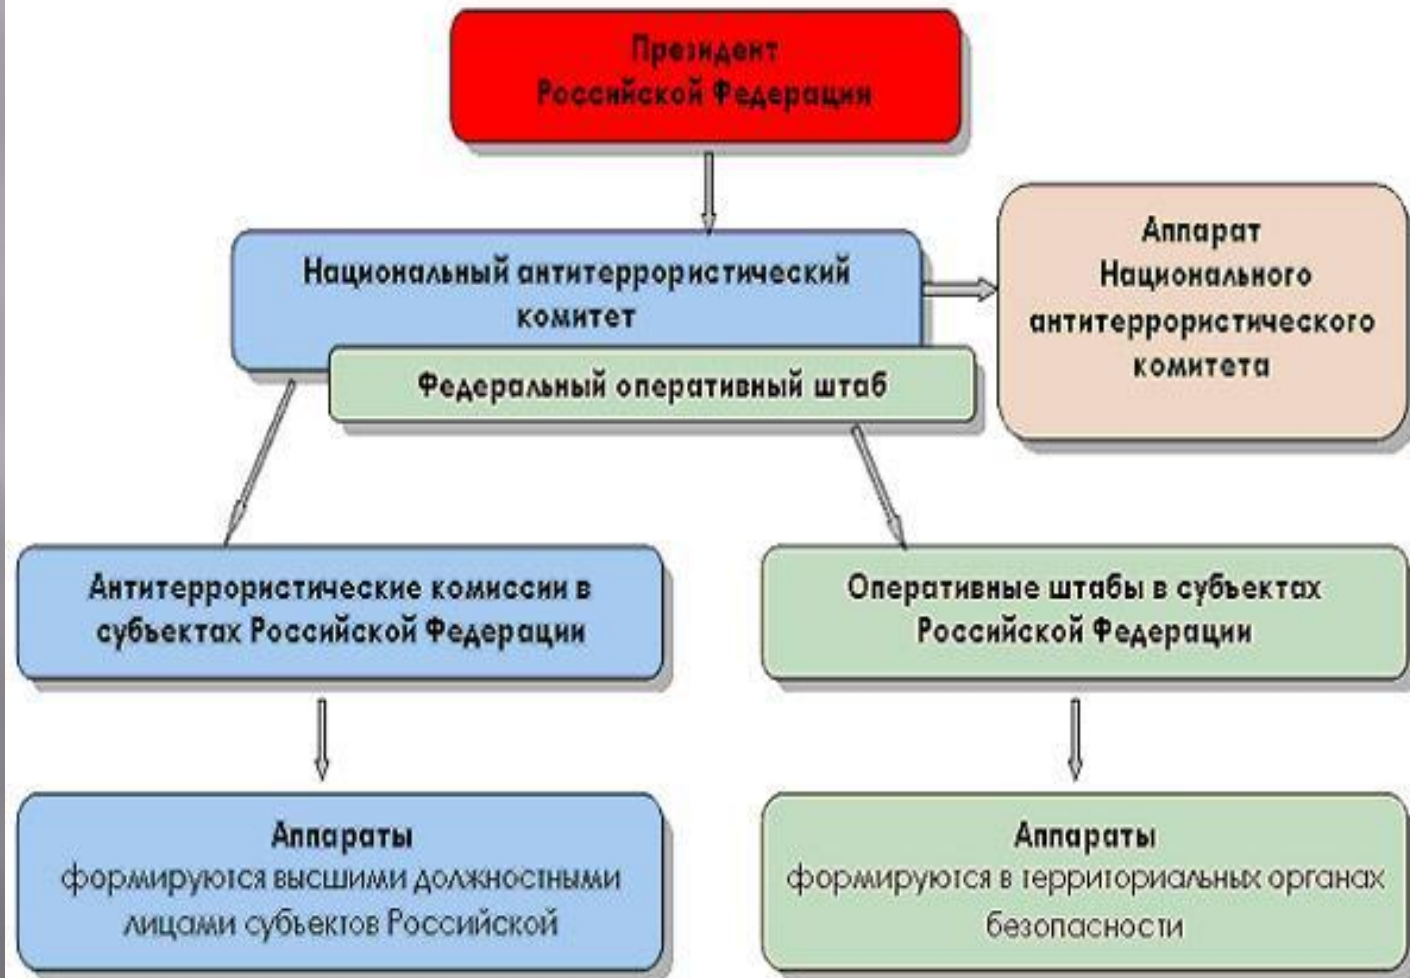 Президент
Российской Федерации
Национальный антитеррористический
комитет
Аппарат
Национального
антитеррористического
комитета
Федеральный оперативный штаб
Антитеррористические комиссии в
субъектах Российской Федерации
Оперативные штабы в субъектах
Российской Федерации
Аппараты
формируются высшими должностными
лицами субъектов Российской
Аппараты
формируются в территориальных органах
безопасности